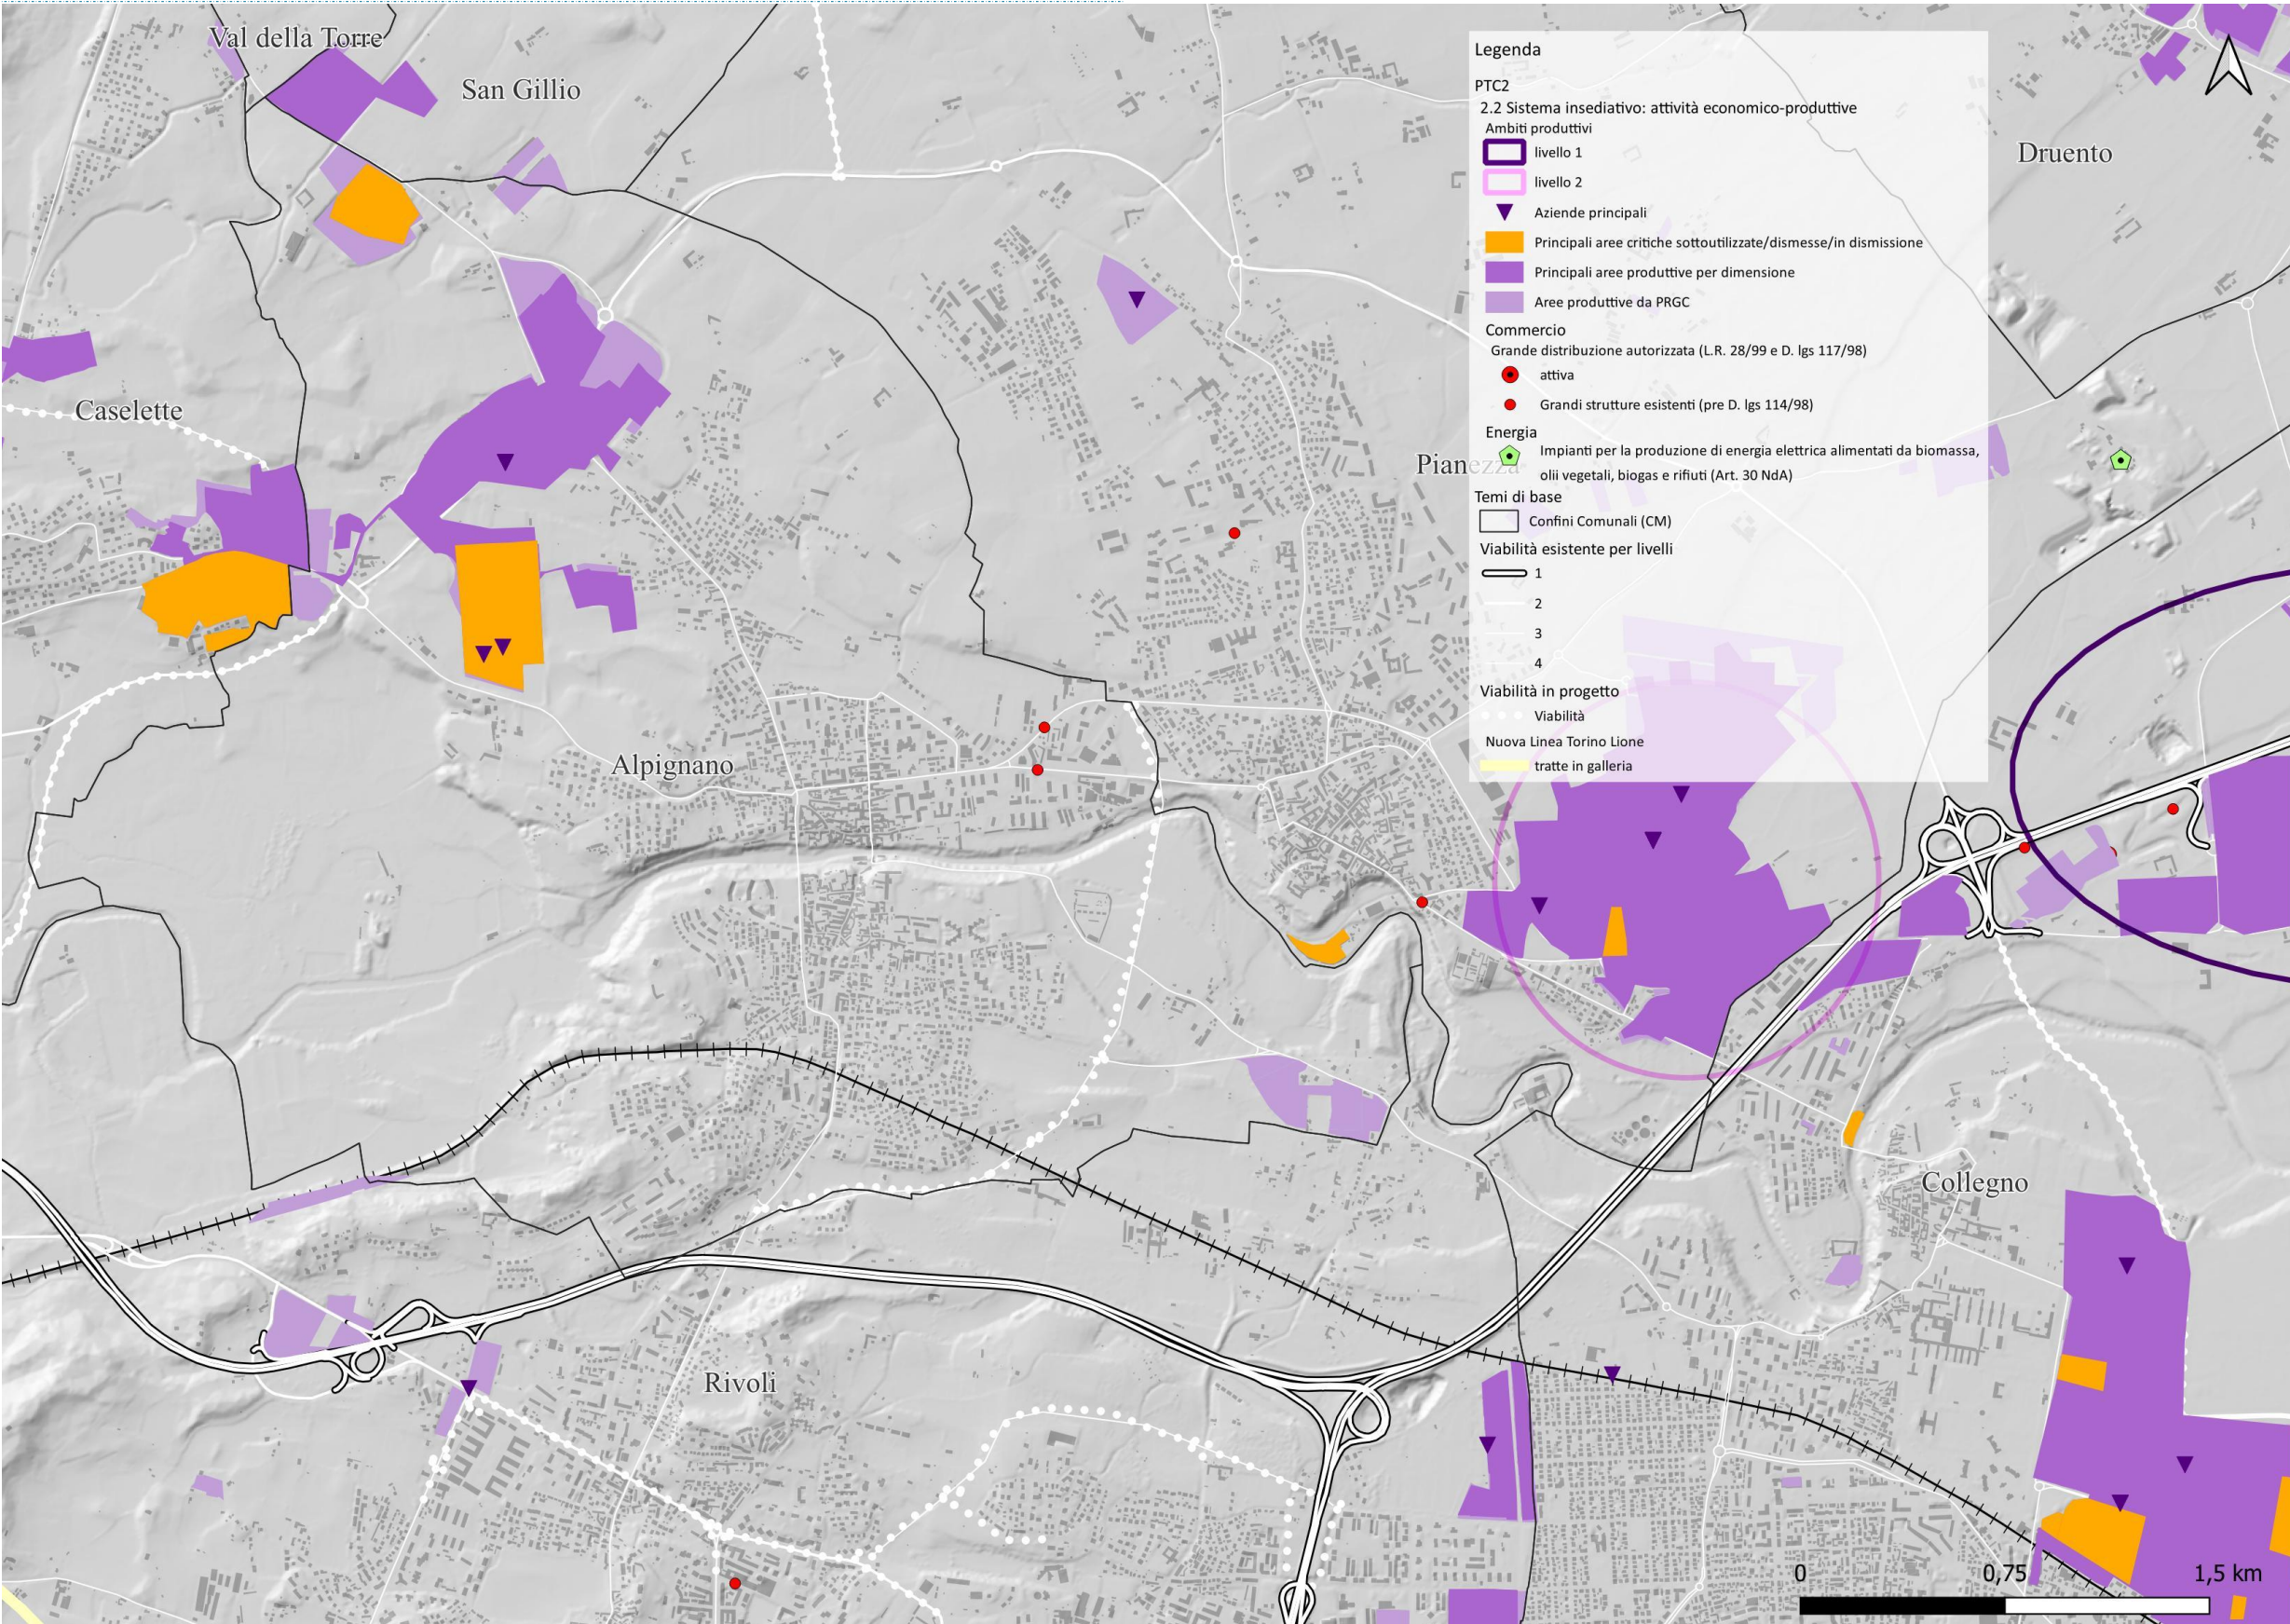 Val della Torre
San Gillio
Druento
Caselette
Pianezza
Alpignano
Collegno
Rivoli
Legenda
PTC2
2.2 Sistema insediativo: attività economico-produttive
Ambiti produttivi
livello 1
livello 2
Aziende principali
Principali aree critiche sottoutilizzate/dismesse/in dismissione
Principali aree produttive per dimensione
Aree produttive da PRGC
Commercio
Grande distribuzione autorizzata (L.R. 28/99 e D. lgs 117/98)
attiva
Grandi strutture esistenti (pre D. lgs 114/98)
Energia
Impianti per la produzione di energia elettrica alimentati da biomassa,
olii vegetali, biogas e rifiuti (Art. 30 NdA)
Temi di base
Confini Comunali (CM)
Viabilità esistente per livelli
1
2
3
4
Viabilità in progetto
Viabilità
Nuova Linea Torino Lione
tratte in galleria
0 0,75 1,5 km